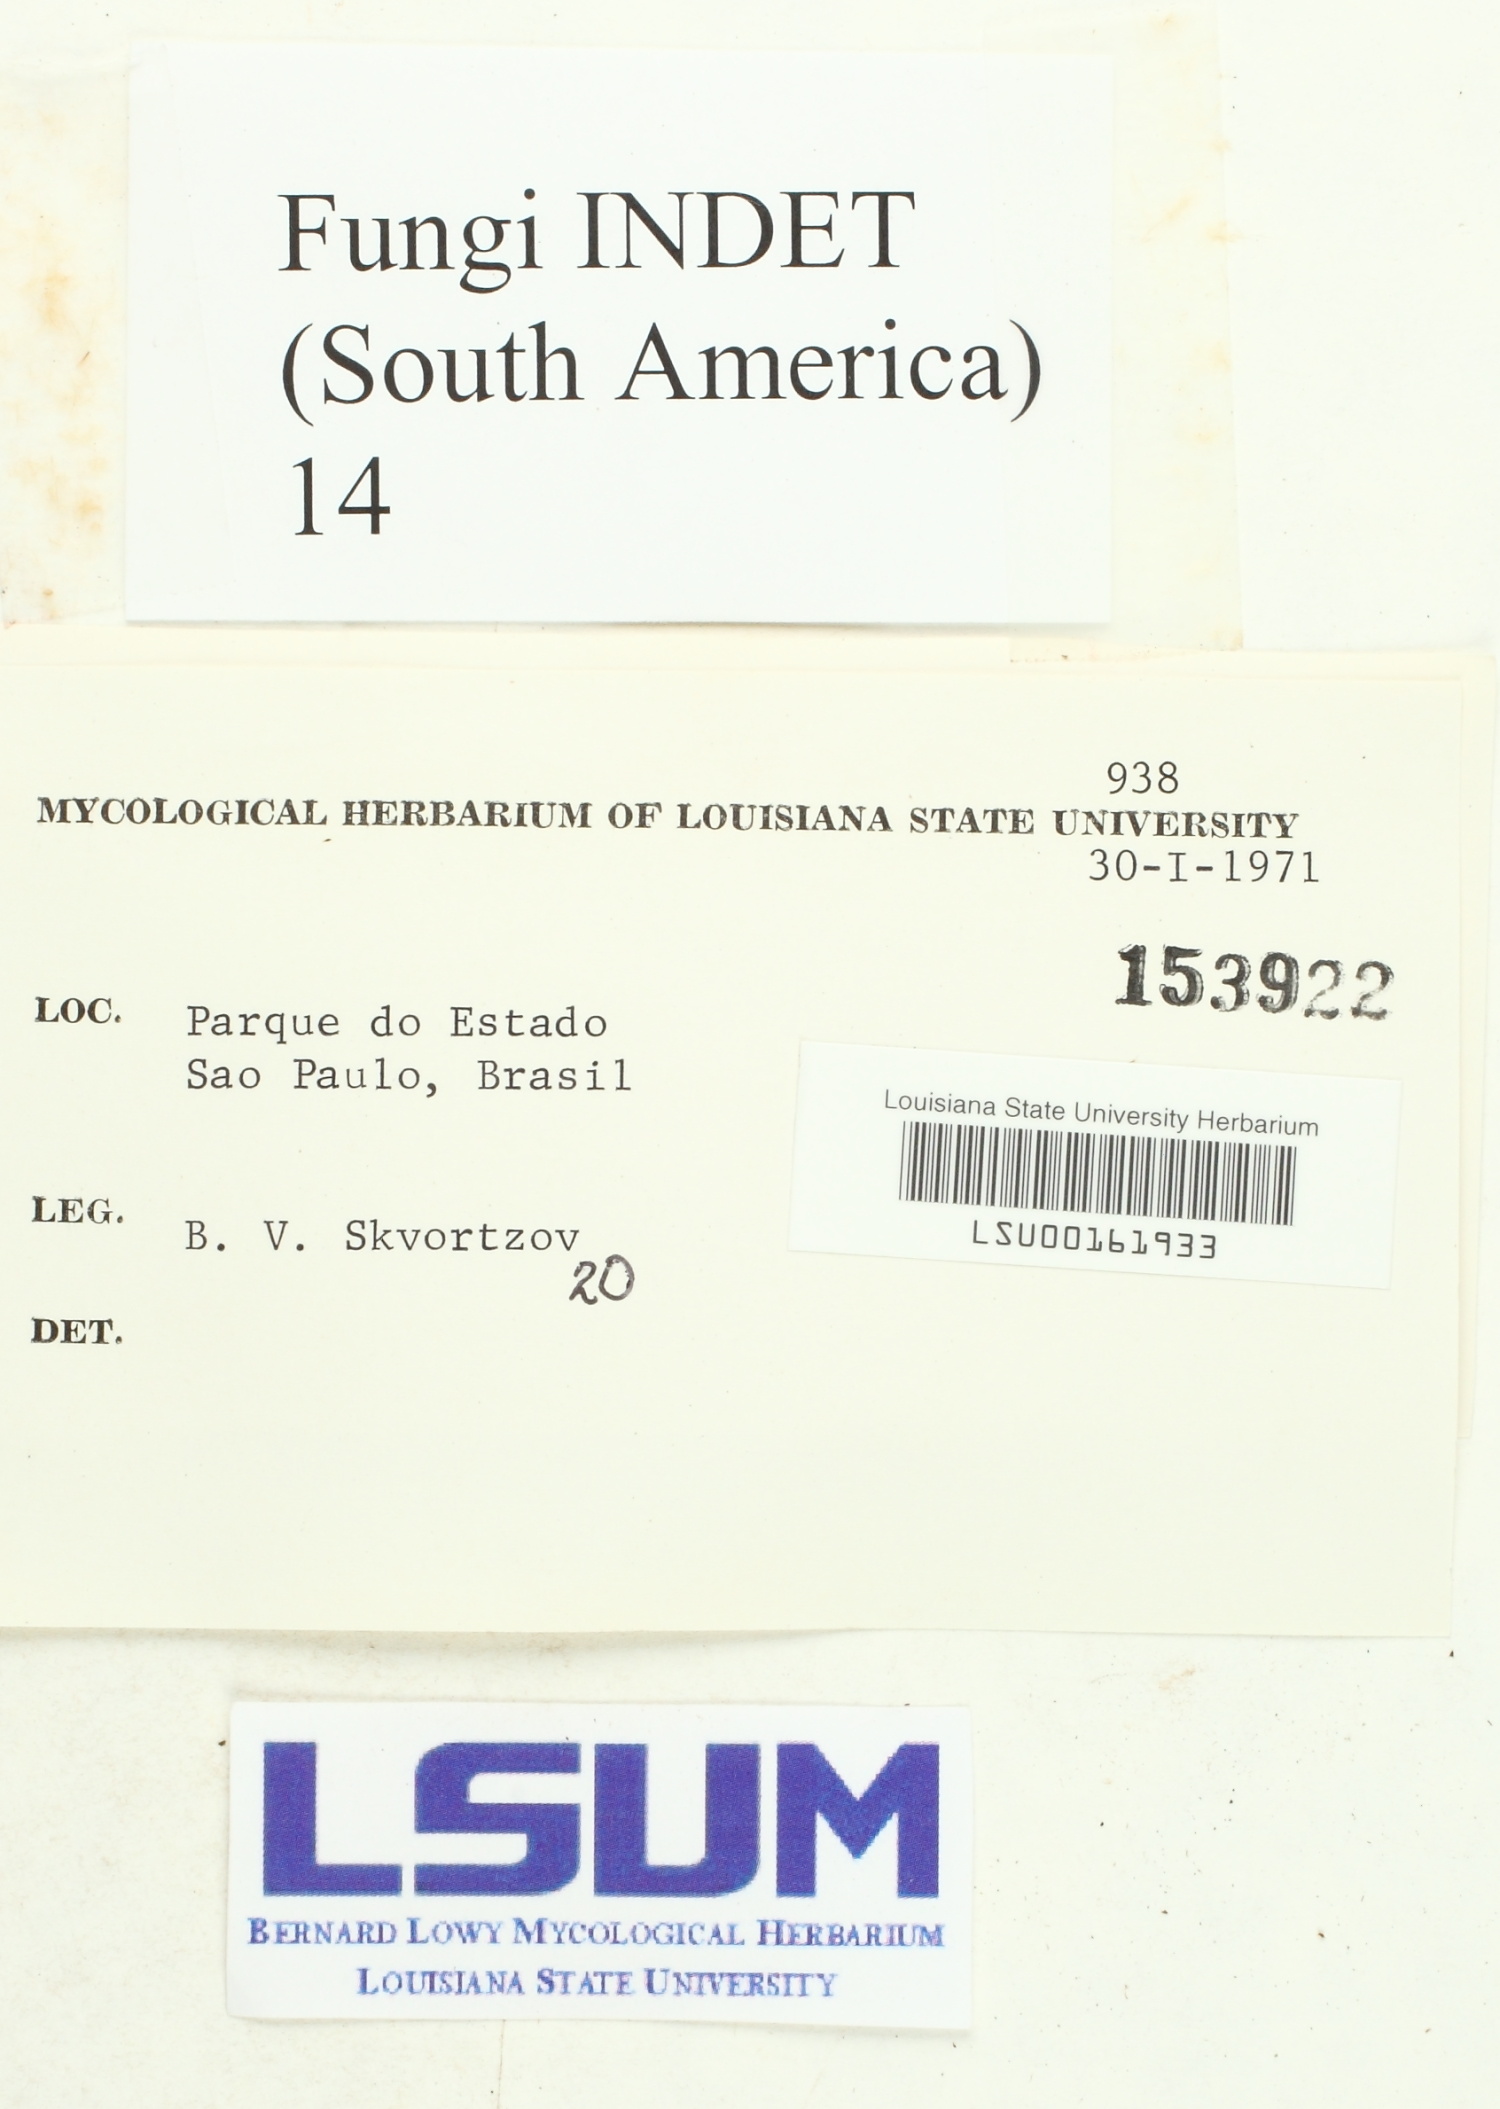 Fungi INDET
(South America)
14
938
MYCOLOGICAL HERBARIUM OF LOUISIANA STATE UNIVERSITY
30-I-1971
153922
LOC. Parque do Estado
Sao Paulo, Brasil
Louisiana State University Herbarium
LSU00161933
LEG. B. V. Skvortzov
20
DET.
LSUM
BERNARD LOWY MYCOLOGICAL HERBARIUM
LOUISIANA STATE UNIVERSITY